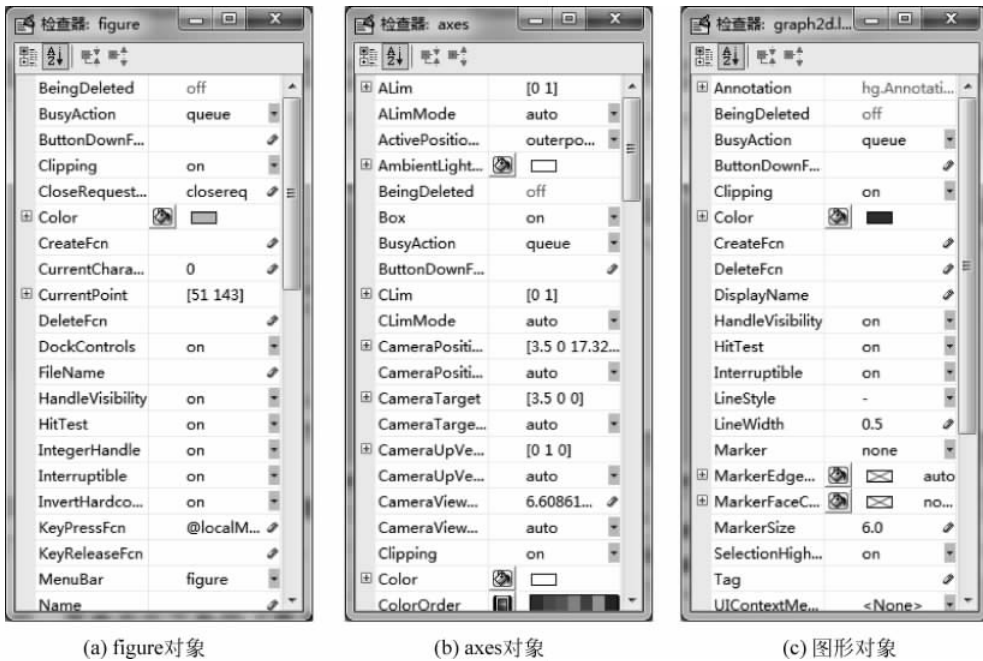 检查器: figure
BeingDeleted off
BusyAction queue
ButtonDownF...
Clipping on
CloseRequest... closereq
Color
CreateFcn
CurrentChara... 0
CurrentPoint [51 143]
DeleteFcn
DockControls on
FileName
HandleVisibility on
HitTest on
IntegerHandle on
Interruptible on
InvertHardco... on
KeyPressFcn @localM...
KeyReleaseFcn
MenuBar figure
Name
(a) figure对象
检查器: axes
ALim [0 1]
ALimMode auto
ActivePositio... outerpo...
AmbientLight...
BeingDeleted off
Box on
BusyAction queue
ButtonDownF...
CLim [0 1]
CLimMode auto
CameraPositi... [3.5 0 17.32...
CameraPositi... auto
CameraTarget [3.5 0 0]
CameraTarge... auto
CameraUpVe... [0 1 0]
CameraUpVe... auto
CameraView... 6.60861...
CameraView... auto
Clipping on
Color
ColorOrder
(b) axes对象
检查器: graph2d.l...
Annotation hg.Annotati...
BeingDeleted off
BusyAction queue
ButtonDownF...
Clipping on
Color
CreateFcn
DeleteFcn
DisplayName
HandleVisibility on
HitTest on
Interruptible on
LineStyle -
LineWidth 0.5
Marker none
MarkerEdge... auto
MarkerFaceC... no...
MarkerSize 6.0
SelectionHigh... on
Tag
UIContextMe... <None>
(c) 图形对象